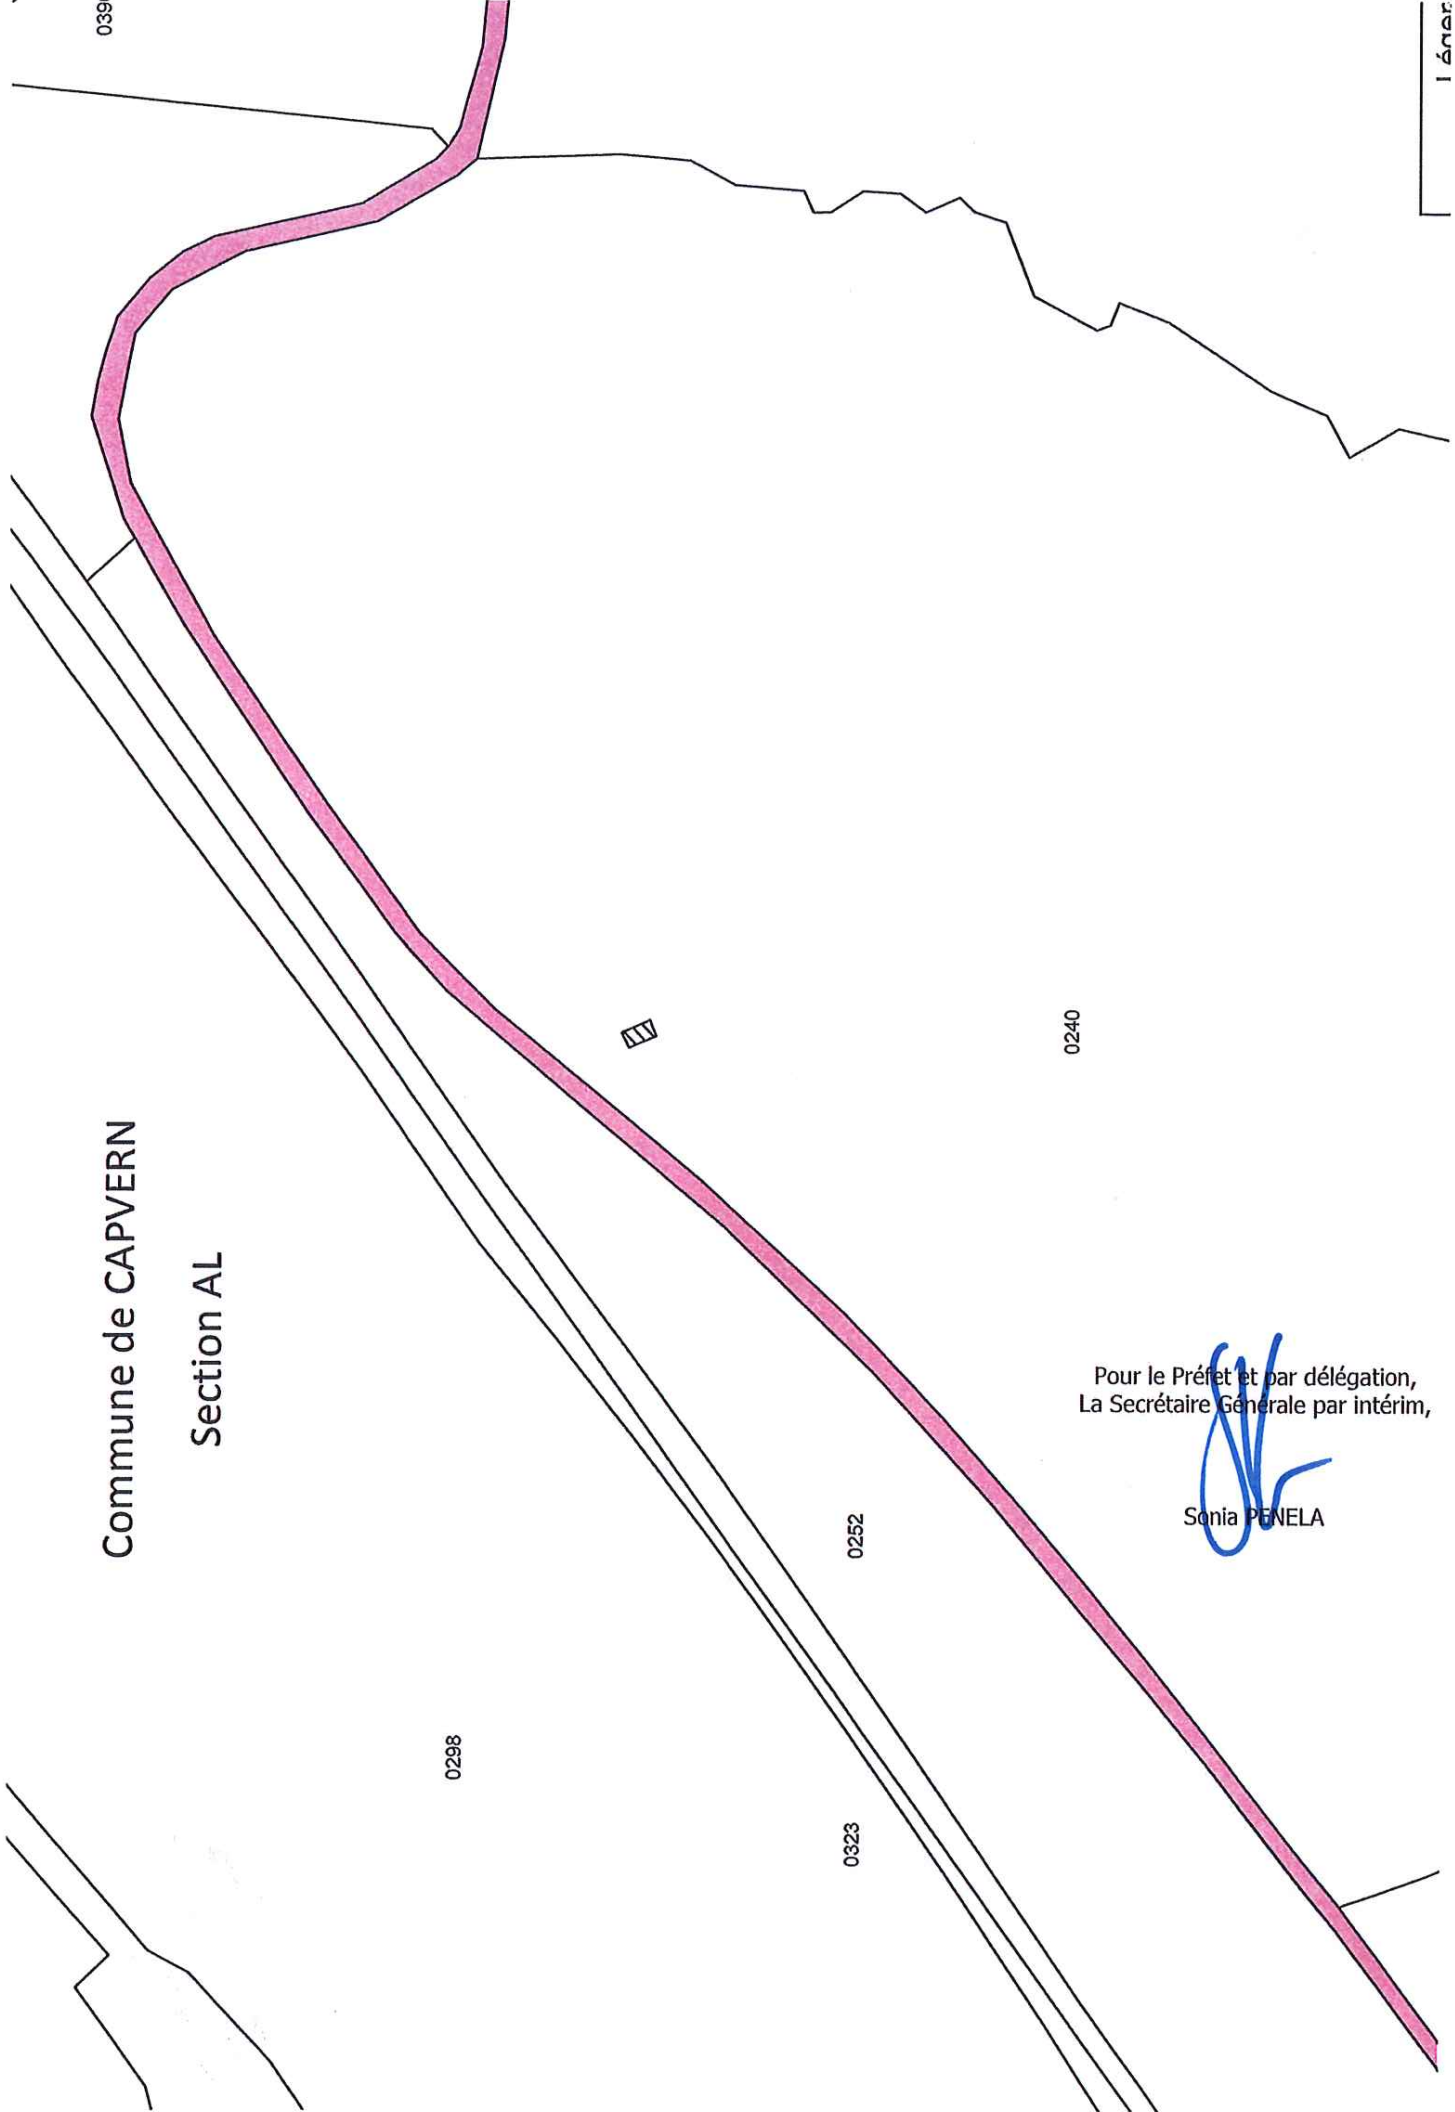 Commune de CAPVERN
Section AL
0298
0323
0252
0240
Pour le Préfet et par délégation,
La Secrétaire Générale par intérim,
Sonia PENELA